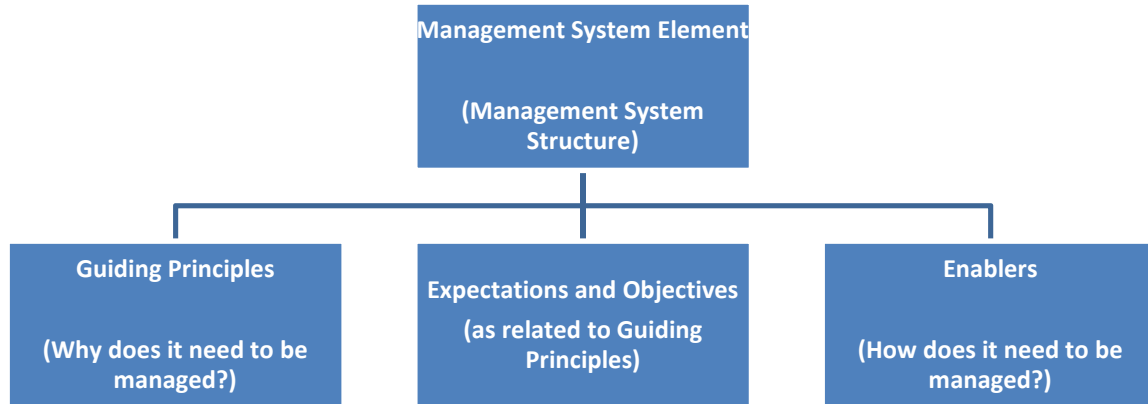 Management System Element
(Management System
Structure)
Guiding Principles
(Why does it need to be
managed?)
Expectations and Objectives
(as related to Guiding
Principles)
Enablers
(How does it need to be
managed?)